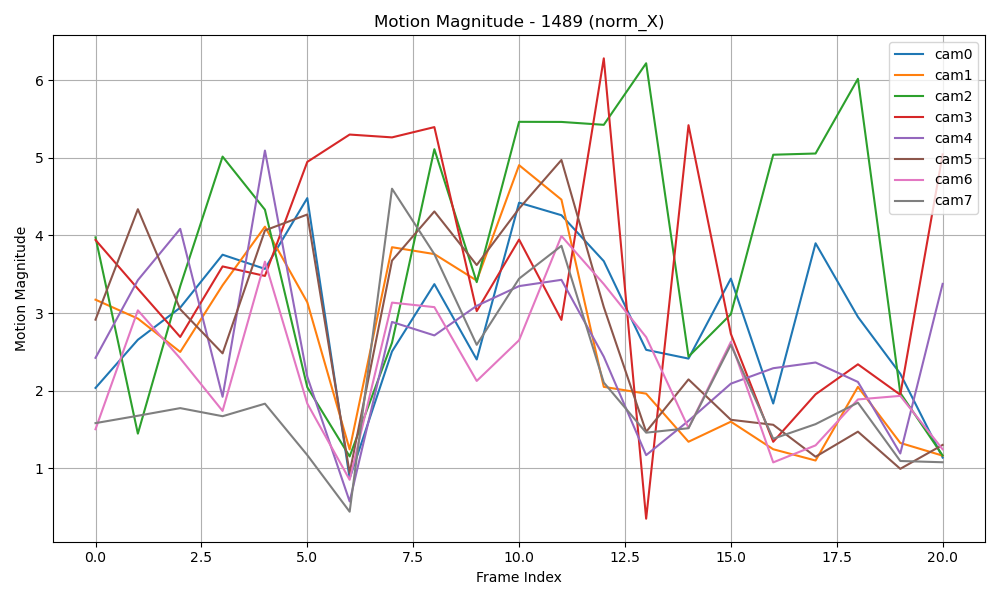 Motion Magnitude - 1489 (norm_X)
cam0
cam1
cam2
cam3
cam4
cam5
cam6
cam7
Motion Magnitude
6
5
4
3
2
1
0.0 2.5 5.0 7.5 10.0 12.5 15.0 17.5 20.0
Frame Index